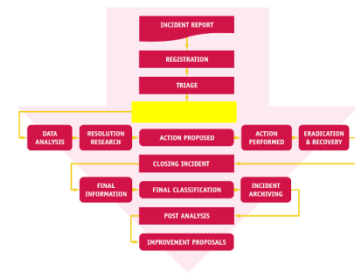 INCIDENT REPORT
REGISTRATION
TRIAGE
DATA
ANALYSIS
RESOLUTION
RESEARCH
ACTION PROPOSED
ACTION
PERFORMED
ERADICATION
& RECOVERY
CLOSING INCIDENT
FINAL
INFORMATION
FINAL CLASSIFICATION
INCIDENT
ARCHIVING
POST ANALYSIS
IMPROVEMENT PROPOSALS